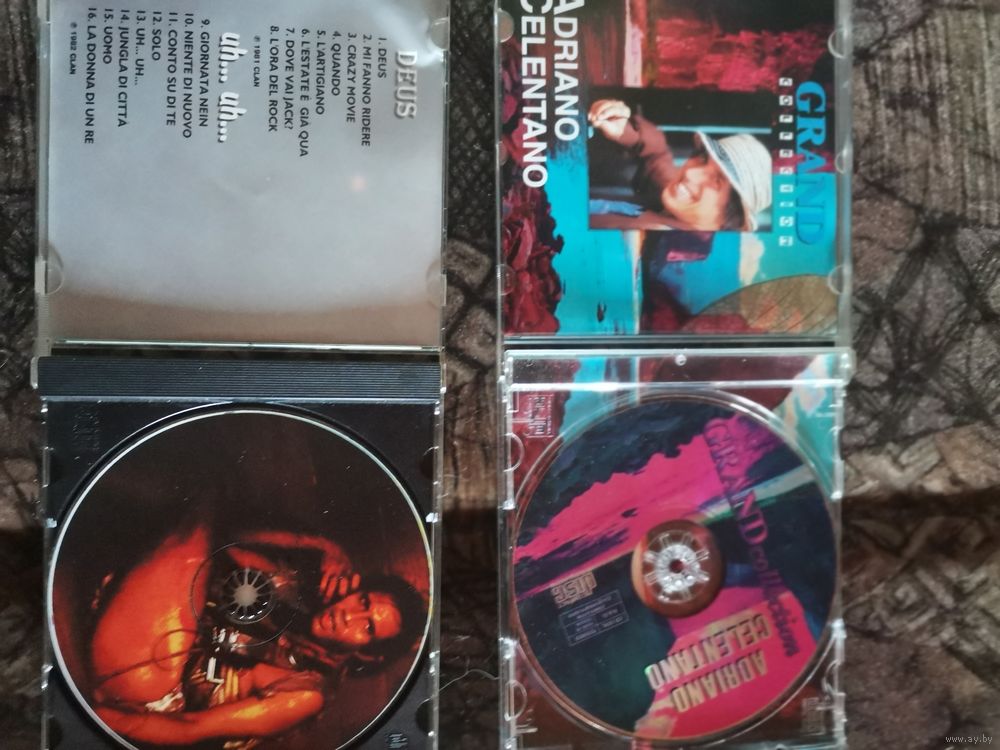 DEUS
1. DEUS
2. MI FANNO RIDERE
3. CRAZY MOVIE
4. QUANDO
5. L'ARTIGIANO
6. L'ESTATE E GIA QUA
7. DOVE VAI JACK?
8. L'ORA DEL ROCK
℗ 1981 CLAN
uh... uh...
9. GIORNATA NEIN
10. NIENTE DI NUOVO
11. CONTO SU DI TE
12. SOLO
13. UH... UH...
14. JUNGLA DI CITTÀ
15. UOMO
16. LA DONNA DI UN RE
℗ 1982 CLAN
GRAND
COLLECTION
ADRIANO
CELENTANO
GRAND collection
ADRIANO
CELENTANO
www.ay.by